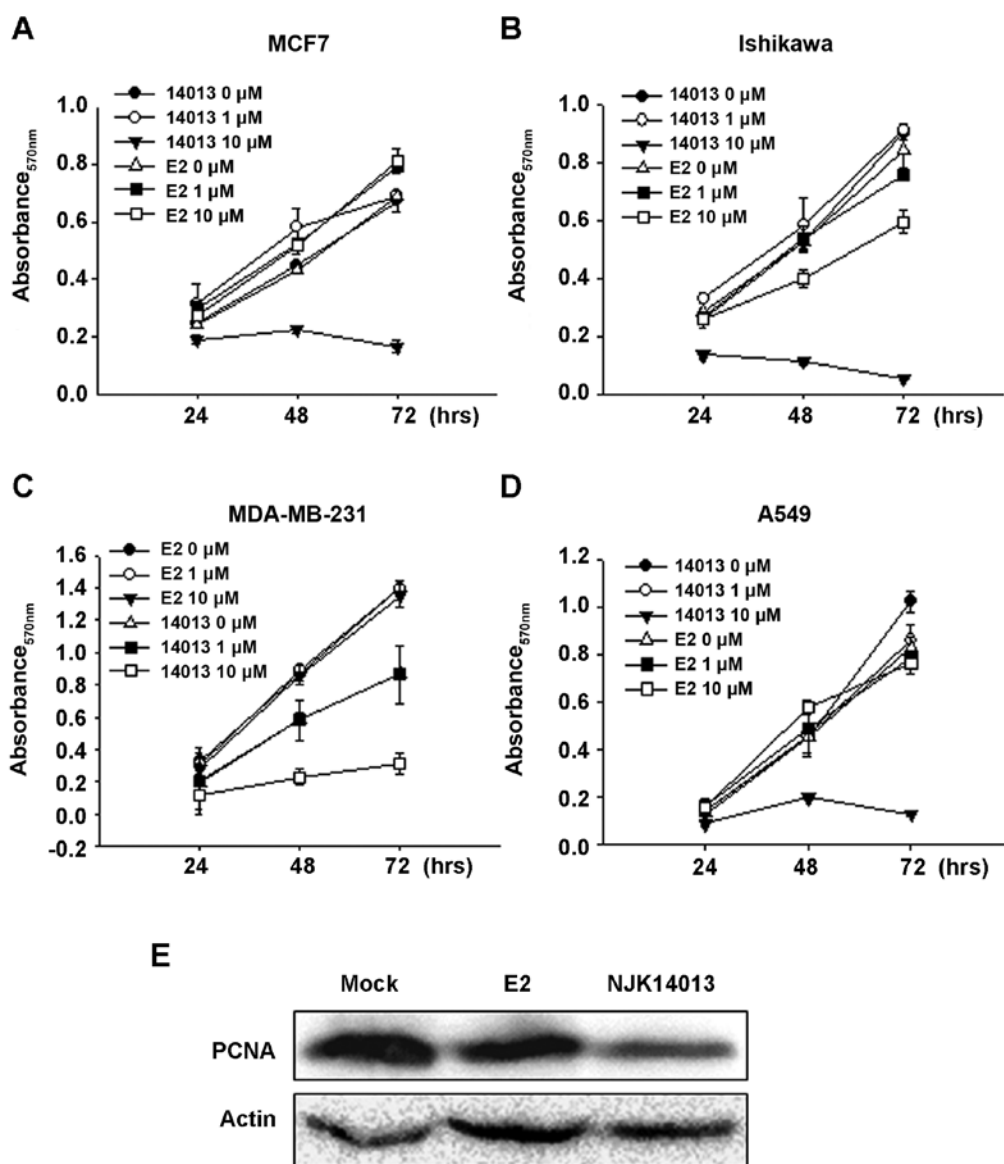 A
MCF7
14013 0 µM
14013 1 µM
14013 10 µM
E2 0 µM
E2 1 µM
E2 10 µM
Absorbance570nm
1.0
0.8
0.6
0.4
0.2
0.0
24 48 72 (hrs)
B
Ishikawa
14013 0 µM
14013 1 µM
14013 10 µM
E2 0 µM
E2 1 µM
E2 10 µM
Absorbance570nm
1.0
0.8
0.6
0.4
0.2
0.0
24 48 72 (hrs)
C
MDA-MB-231
E2 0 µM
E2 1 µM
E2 10 µM
14013 0 µM
14013 1 µM
14013 10 µM
Absorbance570nm
1.6
1.4
1.2
1.0
0.8
0.6
0.4
0.2
0.0
-0.2
24 48 72 (hrs)
D
A549
14013 0 µM
14013 1 µM
14013 10 µM
E2 0 µM
E2 1 µM
E2 10 µM
Absorbance570nm
1.2
1.0
0.8
0.6
0.4
0.2
0.0
24 48 72 (hrs)
E
Mock E2 NJK14013
PCNA
Actin